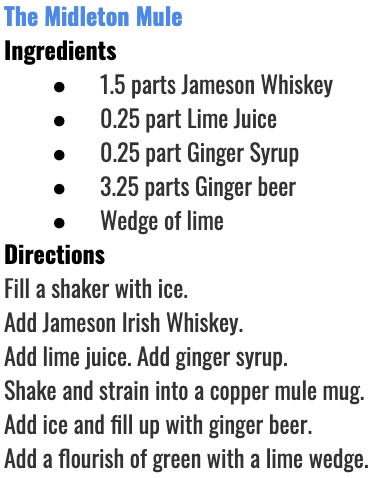 The Midleton Mule
Ingredients
● 1.5 parts Jameson Whiskey
● 0.25 part Lime Juice
● 0.25 part Ginger Syrup
● 3.25 parts Ginger beer
● Wedge of lime
Directions
Fill a shaker with ice.
Add Jameson Irish Whiskey.
Add lime juice. Add ginger syrup.
Shake and strain into a copper mule mug.
Add ice and fill up with ginger beer.
Add a flourish of green with a lime wedge.